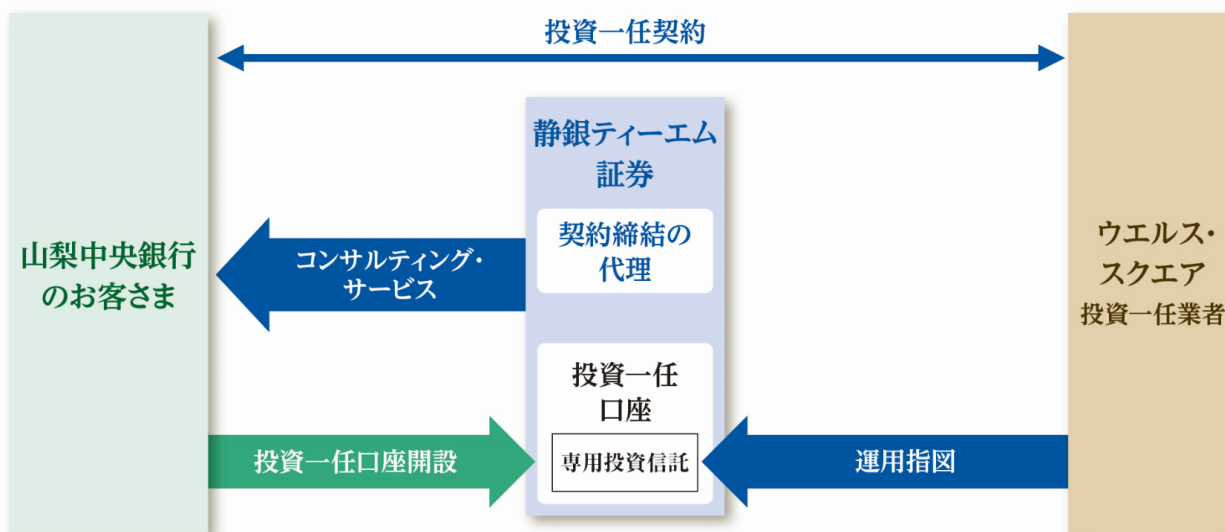 投資一任契約
静銀ティーエム
証券
契約締結の
代理
山梨中央銀行
のお客さま
コンサルティング・
サービス
ウエルス・
スクエア
投資一任業者
投資一任
口座
専用投資信託
投資一任口座開設
運用指図